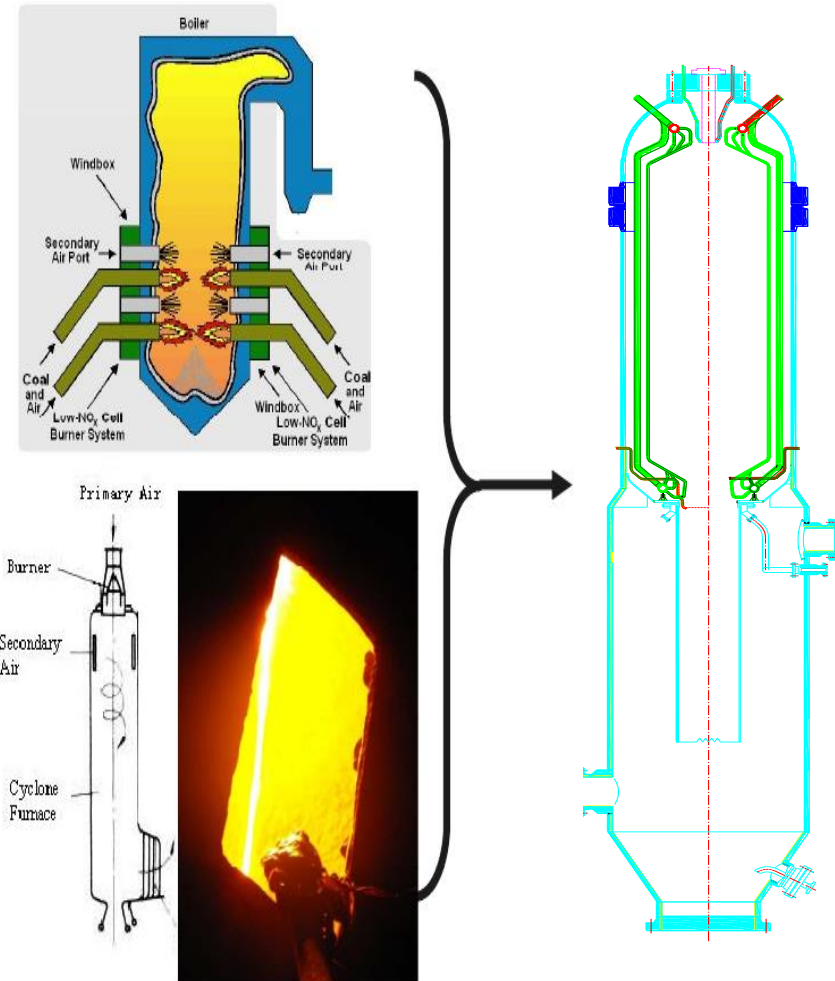 Boiler
Windbox
Secondary
Air Port
Secondary
Air Port
Coal
and
Air
Coal
and
Air
Low-NOx Cell
Burner System
Windbox
Low-NOx Cell
Burner System
Primary Air
Burner
Secondary
Air
Cyclone
Furnace